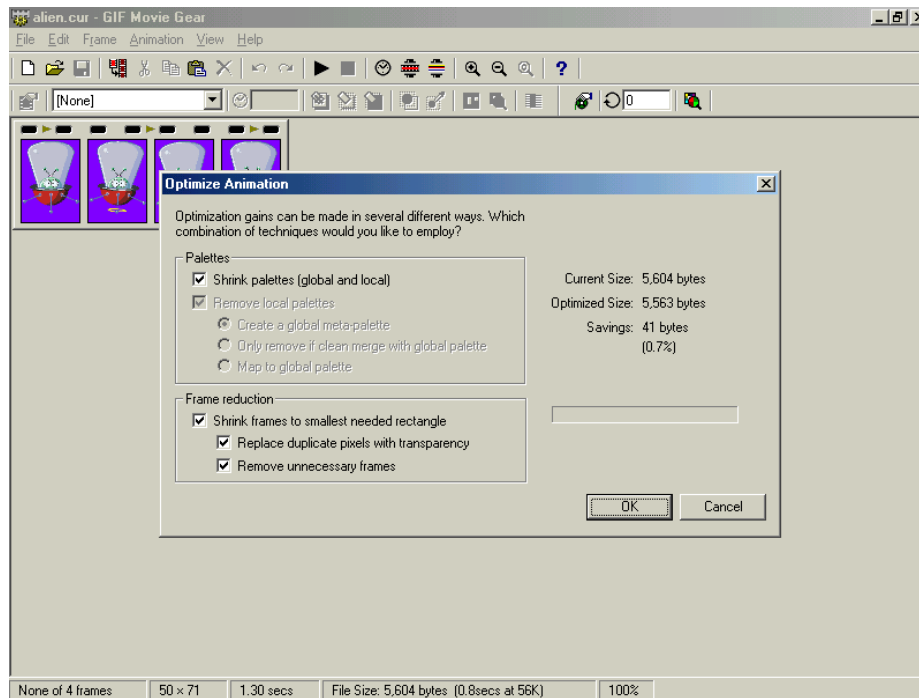 alien.cur - GIF Movie Gear
File Edit Frame Animation View Help
[None]
0
Optimize Animation
Optimization gains can be made in several different ways. Which
combination of techniques would you like to employ?
Palettes
Shrink palettes (global and local)
Remove local palettes
Create a global meta-palette
Only remove if clean merge with global palette
Map to global palette
Current Size: 5,604 bytes
Optimized Size: 5,563 bytes
Savings: 41 bytes
(0.7%)
Frame reduction
Shrink frames to smallest needed rectangle
Replace duplicate pixels with transparency
Remove unnecessary frames
OK Cancel
None of 4 frames 50 × 71 1.30 secs File Size: 5,604 bytes (0.8secs at 56K) 100%